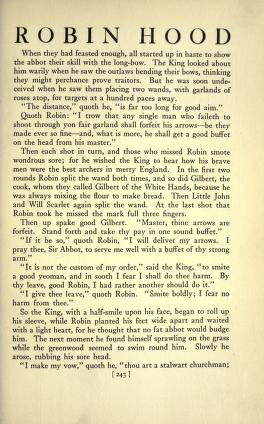 ROBIN HOOD
When they had feasted enough, all started up in haste to show
the abbot their skill with the long-bow. The King looked about
him warily when he saw the outlaws bending their bows, thinking
they might perchance prove traitors. But he was soon unde-
ceived when he saw them placing two wands, with garlands of
roses atop, for targets at a hundred paces away.
"The distance," quoth he, "is far too long for good aim."
Quoth Robin: "I trow that any single man who faileth to
shoot through yon fair garland shall forfeit his arrows—be they
made ever so fine—and, what is more, he shall get a good buffet
on the head from his master."
Then each shot in turn, and those who missed Robin smote
wondrous sore; for he wished the King to hear how his brave
men were the best archers in merry England. In the first two
rounds Robin split the wand both times, and so did Gilbert, the
cook, whom they called Gilbert of the White Hands, because he
was always mixing the flour to make bread. Then Little John
and Will Scarlet again split the wand. At the last shot that
Robin took he missed the mark full three fingers.
Then up spake good Gilbert. "Master, thine arrows are
forfeit. Stand forth and take thy pay in one sound buffet."
"If it be so," quoth Robin, "I will deliver my arrows. I
pray thee, Sir Abbot, to serve me well with a buffet of thy strong
arm."
"It is not the custom of my order," said the King, "to smite
a good yeoman, and in sooth I fear I shall do thee harm. By
thy leave, good Robin, I had rather another should do it."
"I give thee leave," quoth Robin. "Smite boldly; I fear no
harm from thee."
So the King, with a half-smile upon his face, began to roll up
his sleeve, while Robin planted his feet wide apart and waited
with a light heart, for he thought that no fat abbot would budge
him. The next moment he found himself sprawling on the grass
while the greenwood seemed to swim round him. Slowly he
arose, rubbing his sore head.
"I make my vow," quoth he, "thou art a stalwart churchman;
[ 243 ]